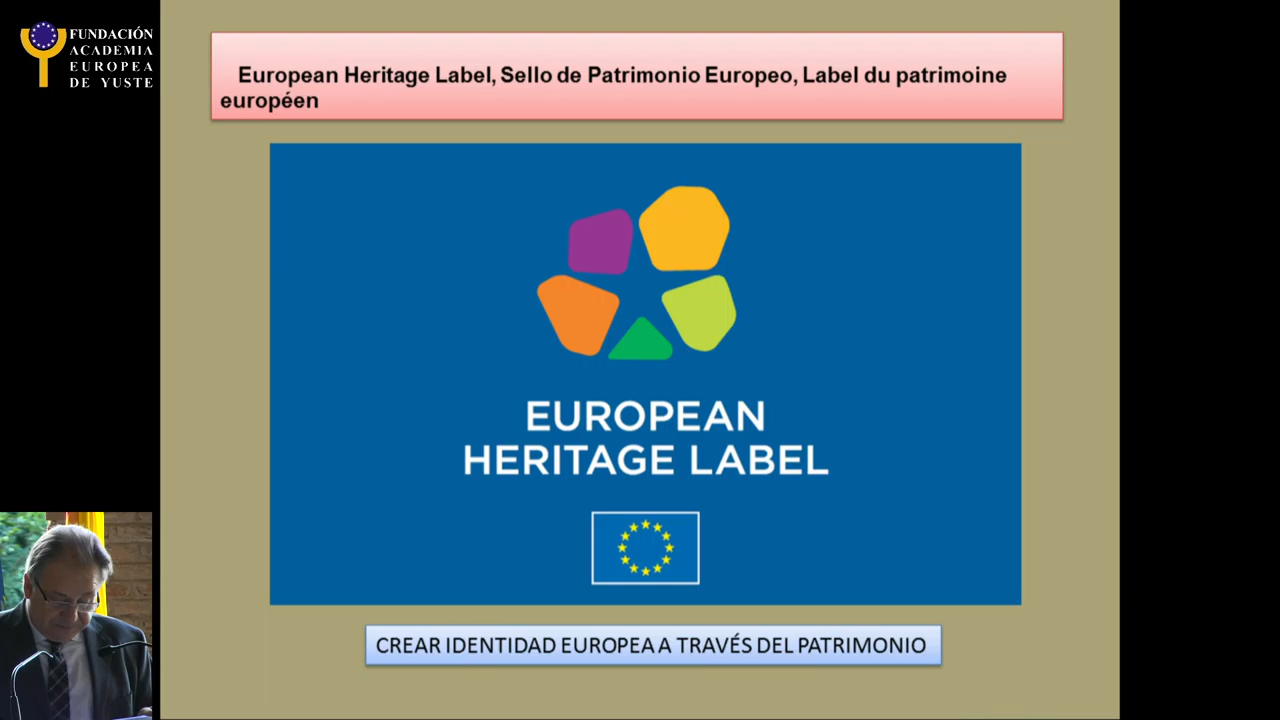 FUNDACIÓN
ACADEMIA
EUROPEA
DE YUSTE
European Heritage Label, Sello de Patrimonio Europeo, Label du patrimoine
européen
EUROPEAN
HERITAGE LABEL
CREAR IDENTIDAD EUROPEA A TRAVÉS DEL PATRIMONIO